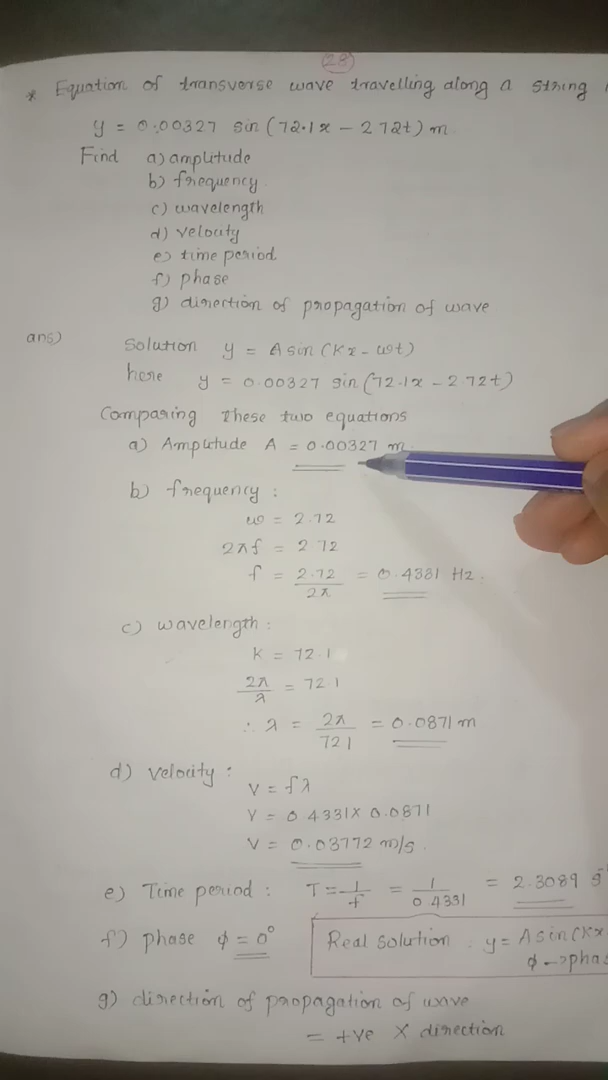 28
* Equation of transverse wave travelling along a string
y = 0.00327 sin (72.1x - 2.72t) m
Find a) amplitude
b) frequency.
c) wavelength
d) velocity
e) time period
f) phase
g) direction of propagation of wave
ans) Solution y = A sin (Kx - ωt)
here y = 0.00327 sin (72.1x - 2.72t)
Comparing these two equations
a) Amplitude A = 0.00327 m
b) frequency :
ω = 2.72
2πf = 2.72
f = 2.72/2π = 0.4331 Hz.
c) wavelength :
K = 72.1
2π/λ = 72.1
∴ λ = 2π/72.1 = 0.0871 m
d) velocity :
V = fλ
V = 0.4331 x 0.0871
V = 0.03772 m/s.
e) Time period : T = 1/f = 1/0.4331 = 2.3089 s
f) phase ϕ = 0°
Real solution : y = A sin (Kx
ϕ -> phas
g) direction of propagation of wave
= +ve X direction